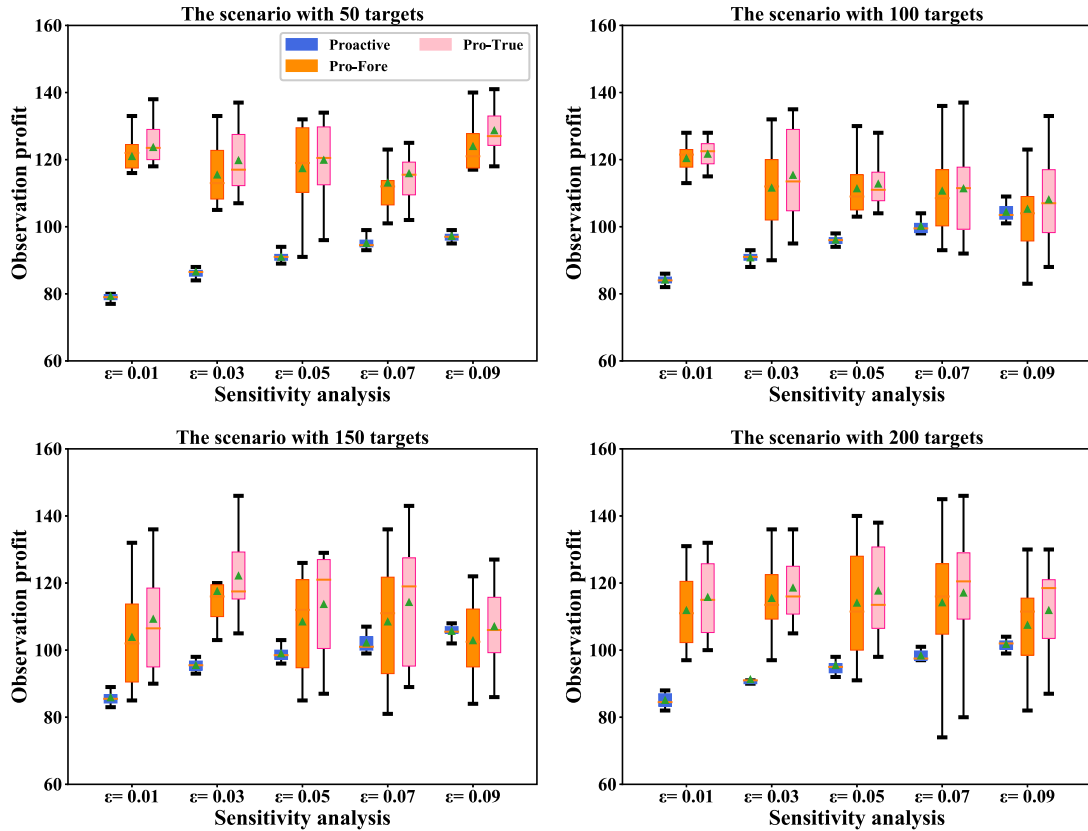 The scenario with 50 targets
160
140
120
100
80
60
Observation profit
Proactive
Pro-Fore
Pro-True
ε= 0.01 ε= 0.03 ε= 0.05 ε= 0.07 ε= 0.09
Sensitivity analysis
The scenario with 100 targets
160
140
120
100
80
60
Observation profit
ε= 0.01 ε= 0.03 ε= 0.05 ε= 0.07 ε= 0.09
Sensitivity analysis
The scenario with 150 targets
160
140
120
100
80
60
Observation profit
ε= 0.01 ε= 0.03 ε= 0.05 ε= 0.07 ε= 0.09
Sensitivity analysis
The scenario with 200 targets
160
140
120
100
80
60
Observation profit
ε= 0.01 ε= 0.03 ε= 0.05 ε= 0.07 ε= 0.09
Sensitivity analysis